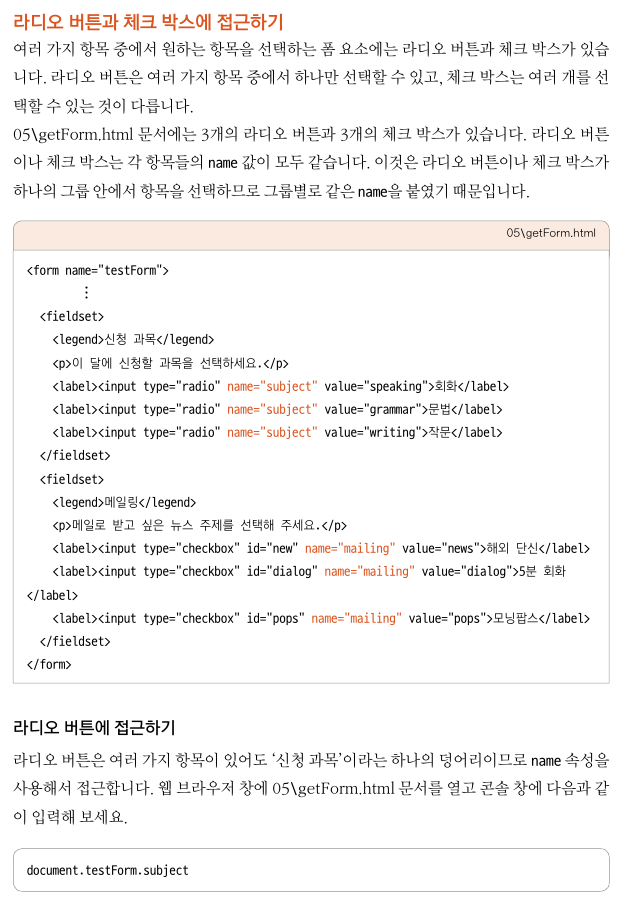 라디오 버튼과 체크 박스에 접근하기
여러 가지 항목 중에서 원하는 항목을 선택하는 폼 요소에는 라디오 버튼과 체크 박스가 있습
니다. 라디오 버튼은 여러 가지 항목 중에서 하나만 선택할 수 있고, 체크 박스는 여러 개를 선
택할 수 있는 것이 다릅니다.
05\getForm.html 문서에는 3개의 라디오 버튼과 3개의 체크 박스가 있습니다. 라디오 버튼
이나 체크 박스는 각 항목들의 name 값이 모두 같습니다. 이것은 라디오 버튼이나 체크 박스가
하나의 그룹 안에서 항목을 선택하므로 그룹별로 같은 name을 붙였기 때문입니다.
05\getForm.html
<form name="testForm">
⋮
<fieldset>
<legend>신청 과목</legend>
<p>이 달에 신청할 과목을 선택하세요.</p>
<label><input type="radio" name="subject" value="speaking">회화</label>
<label><input type="radio" name="subject" value="grammar">문법</label>
<label><input type="radio" name="subject" value="writing">작문</label>
</fieldset>
<fieldset>
<legend>메일링</legend>
<p>메일로 받고 싶은 뉴스 주제를 선택해 주세요.</p>
<label><input type="checkbox" id="new" name="mailing" value="news">해외 단신</label>
<label><input type="checkbox" id="dialog" name="mailing" value="dialog">5분 회화
</label>
<label><input type="checkbox" id="pops" name="mailing" value="pops">모닝팝스</label>
</fieldset>
</form>
라디오 버튼에 접근하기
라디오 버튼은 여러 가지 항목이 있어도 ‘신청 과목’이라는 하나의 덩어리이므로 name 속성을
사용해서 접근합니다. 웹 브라우저 창에 05\getForm.html 문서를 열고 콘솔 창에 다음과 같
이 입력해 보세요.
document.testForm.subject